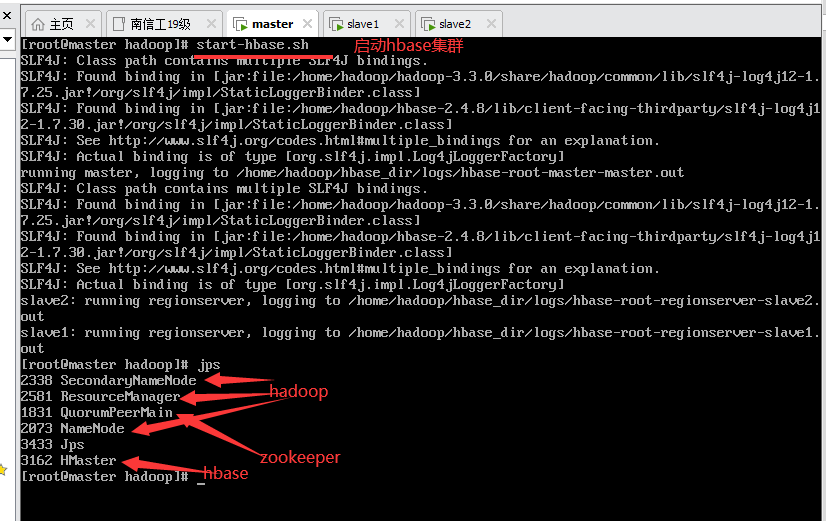 主页
南信工19级
master
slave1
slave2
[root@master hadoop]# start-hbase.sh
启动hbase集群
SLF4J: Class path contains multiple SLF4J bindings.
SLF4J: Found binding in [jar:file:/home/hadoop/hadoop-3.3.0/share/hadoop/common/lib/slf4j-log4j12-1.
7.25.jar!/org/slf4j/impl/StaticLoggerBinder.class]
SLF4J: Found binding in [jar:file:/home/hadoop/hbase-2.4.8/lib/client-facing-thirdparty/slf4j-log4j1
2-1.7.30.jar!/org/slf4j/impl/StaticLoggerBinder.class]
SLF4J: See http://www.slf4j.org/codes.html#multiple_bindings for an explanation.
SLF4J: Actual binding is of type [org.slf4j.impl.Log4jLoggerFactory]
running master, logging to /home/hadoop/hbase_dir/logs/hbase-root-master-master.out
SLF4J: Class path contains multiple SLF4J bindings.
SLF4J: Found binding in [jar:file:/home/hadoop/hadoop-3.3.0/share/hadoop/common/lib/slf4j-log4j12-1.
7.25.jar!/org/slf4j/impl/StaticLoggerBinder.class]
SLF4J: Found binding in [jar:file:/home/hadoop/hbase-2.4.8/lib/client-facing-thirdparty/slf4j-log4j1
2-1.7.30.jar!/org/slf4j/impl/StaticLoggerBinder.class]
SLF4J: See http://www.slf4j.org/codes.html#multiple_bindings for an explanation.
SLF4J: Actual binding is of type [org.slf4j.impl.Log4jLoggerFactory]
slave2: running regionserver, logging to /home/hadoop/hbase_dir/logs/hbase-root-regionserver-slave2.
out
slave1: running regionserver, logging to /home/hadoop/hbase_dir/logs/hbase-root-regionserver-slave1.
out
[root@master hadoop]# jps
2338 SecondaryNameNode
2581 ResourceManager
hadoop
1831 QuorumPeerMain
2073 NameNode
3433 Jps
zookeeper
3162 HMaster
hbase
[root@master hadoop]# _